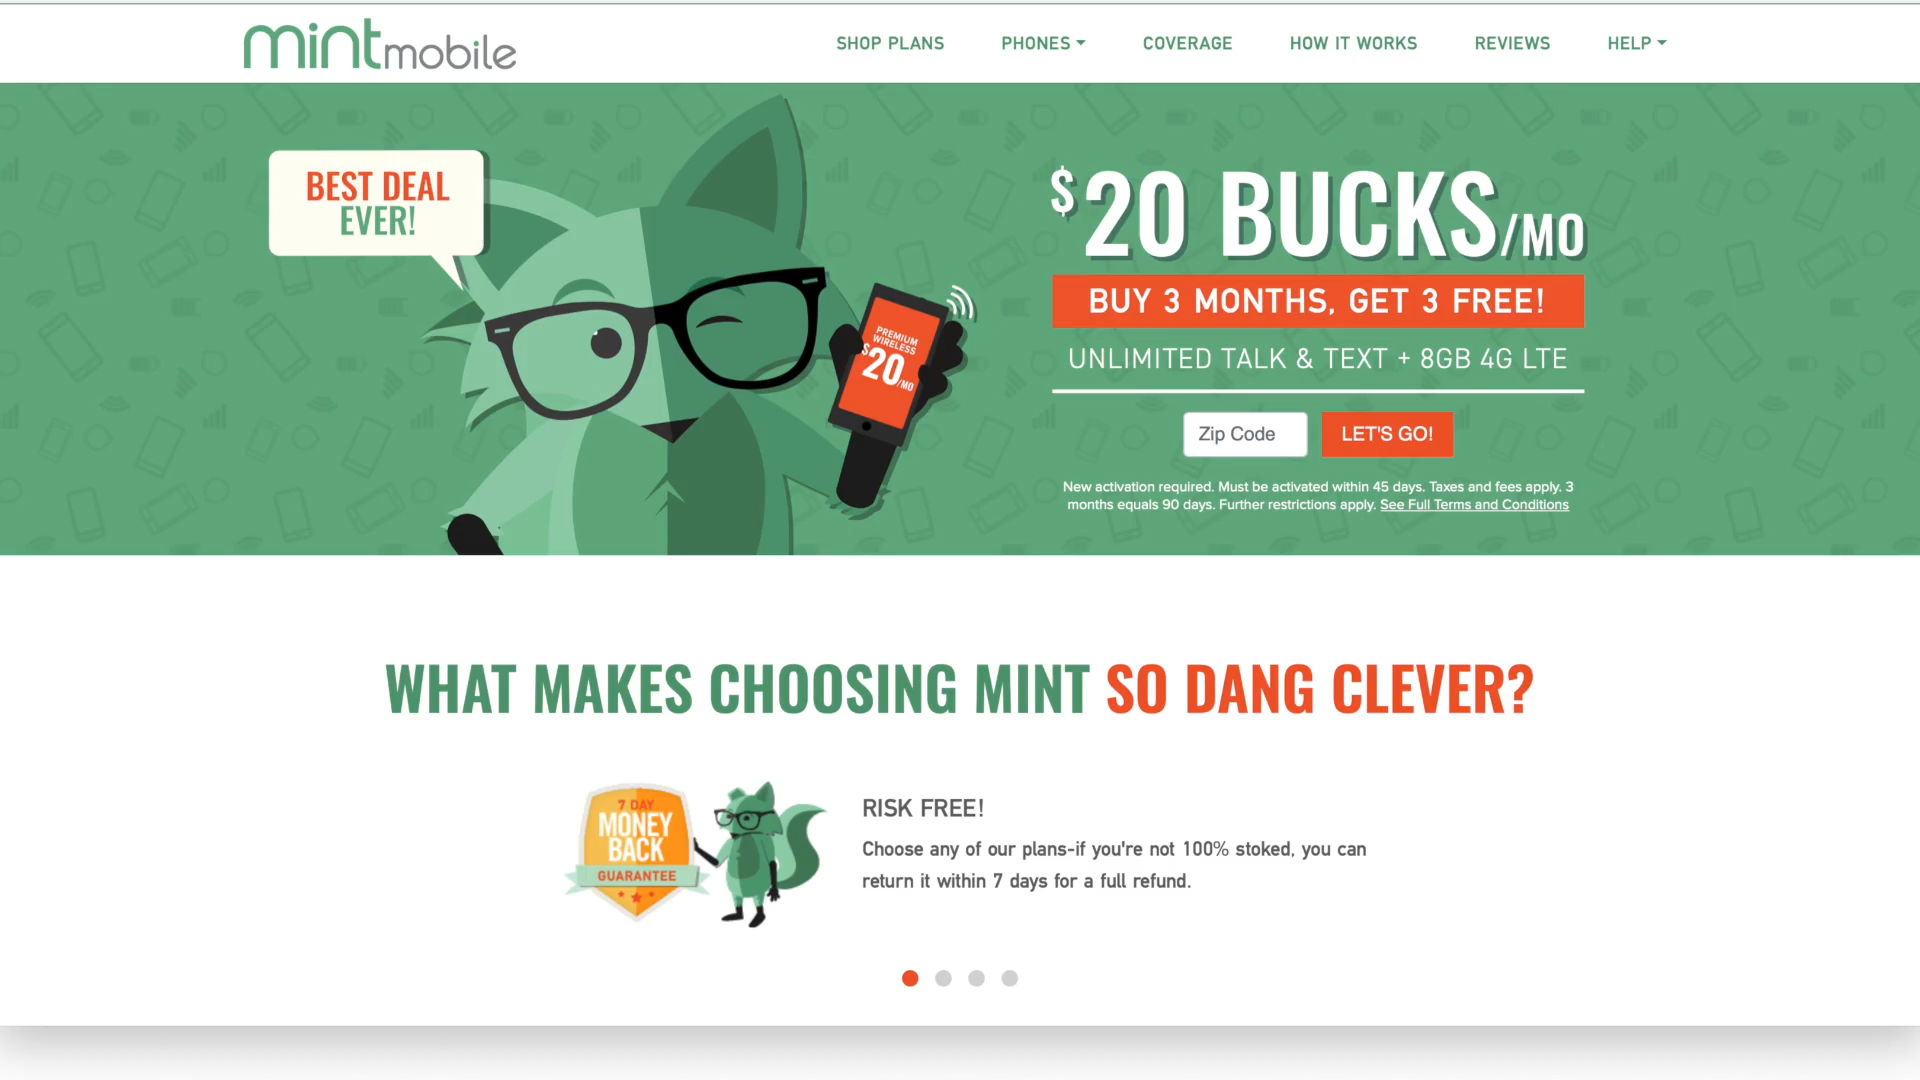 mintmobile
SHOP PLANS
PHONES
COVERAGE
HOW IT WORKS
REVIEWS
HELP
BEST DEAL
EVER!
PREMIUM
WIRELESS
$20/MO
$20 BUCKS/MO
BUY 3 MONTHS, GET 3 FREE!
UNLIMITED TALK & TEXT + 8GB 4G LTE
Zip Code
LET'S GO!
New activation required. Must be activated within 45 days. Taxes and fees apply. 3
months equals 90 days. Further restrictions apply. See Full Terms and Conditions
WHAT MAKES CHOOSING MINT SO DANG CLEVER?
7 DAY
MONEY
BACK
GUARANTEE
RISK FREE!
Choose any of our plans-if you're not 100% stoked, you can
return it within 7 days for a full refund.